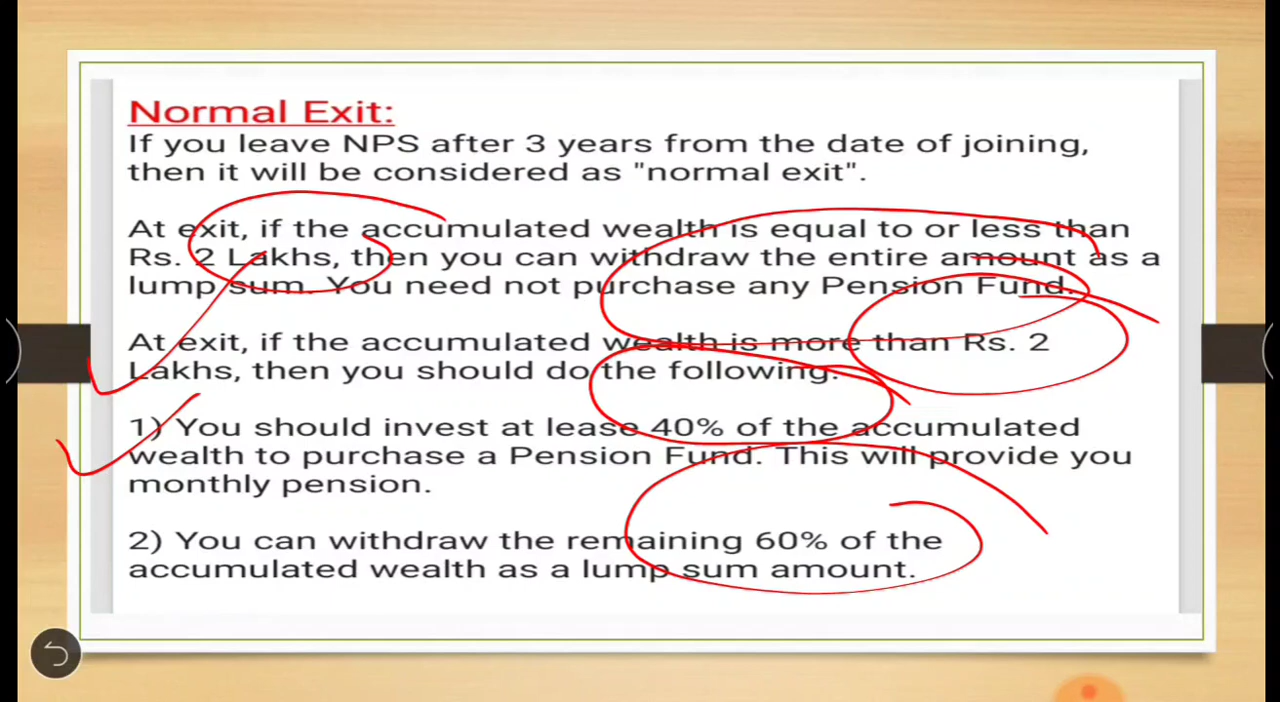 Normal Exit:
If you leave NPS after 3 years from the date of joining,
then it will be considered as "normal exit".
At exit, if the accumulated wealth is equal to or less than
Rs. 2 Lakhs, then you can withdraw the entire amount as a
lump sum. You need not purchase any Pension Fund.
At exit, if the accumulated wealth is more than Rs. 2
Lakhs, then you should do the following:
1) You should invest at lease 40% of the accumulated
wealth to purchase a Pension Fund. This will provide you
monthly pension.
2) You can withdraw the remaining 60% of the
accumulated wealth as a lump sum amount.